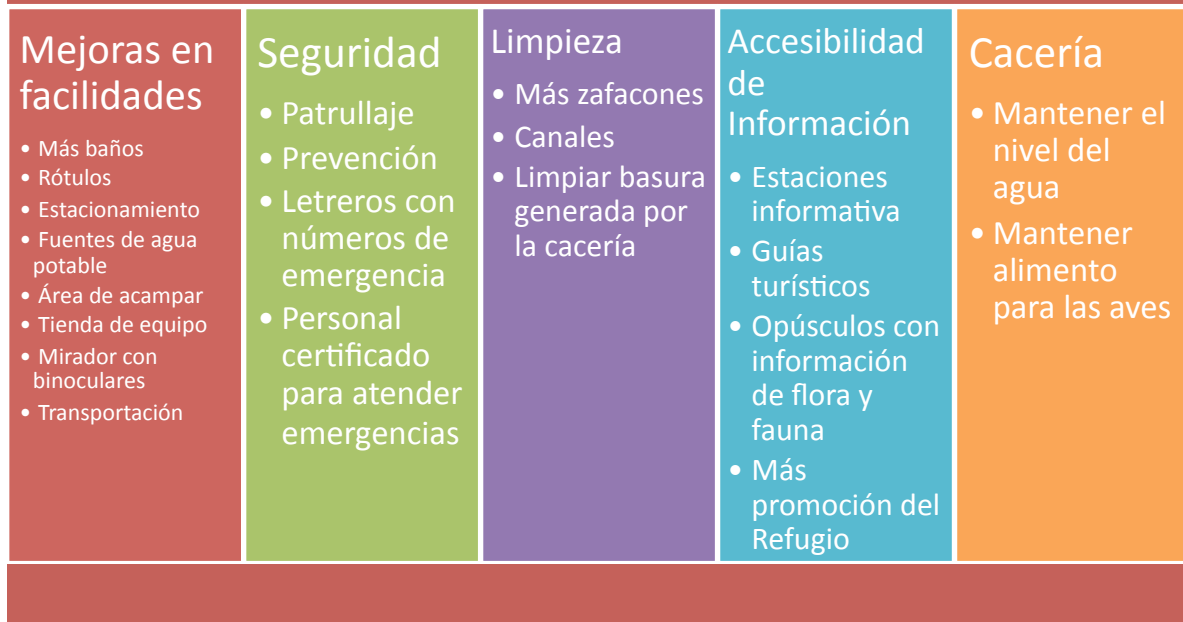 Mejoras en
facilidades
• Más baños
• Rótulos
• Estacionamiento
• Fuentes de agua
potable
• Área de acampar
• Tienda de equipo
• Mirador con
binoculares
• Transportación
Seguridad
• Patrullaje
• Prevención
• Letreros con
números de
emergencia
• Personal
certificado
para atender
emergencias
Limpieza
• Más zafacones
• Canales
• Limpiar basura
generada por
la cacería
Accesibilidad
de
Información
• Estaciones
informativa
• Guías
turísticos
• Opúsculos con
información
de flora y
fauna
• Más
promoción del
Refugio
Cacería
• Mantener el
nivel del
agua
• Mantener
alimento
para las aves